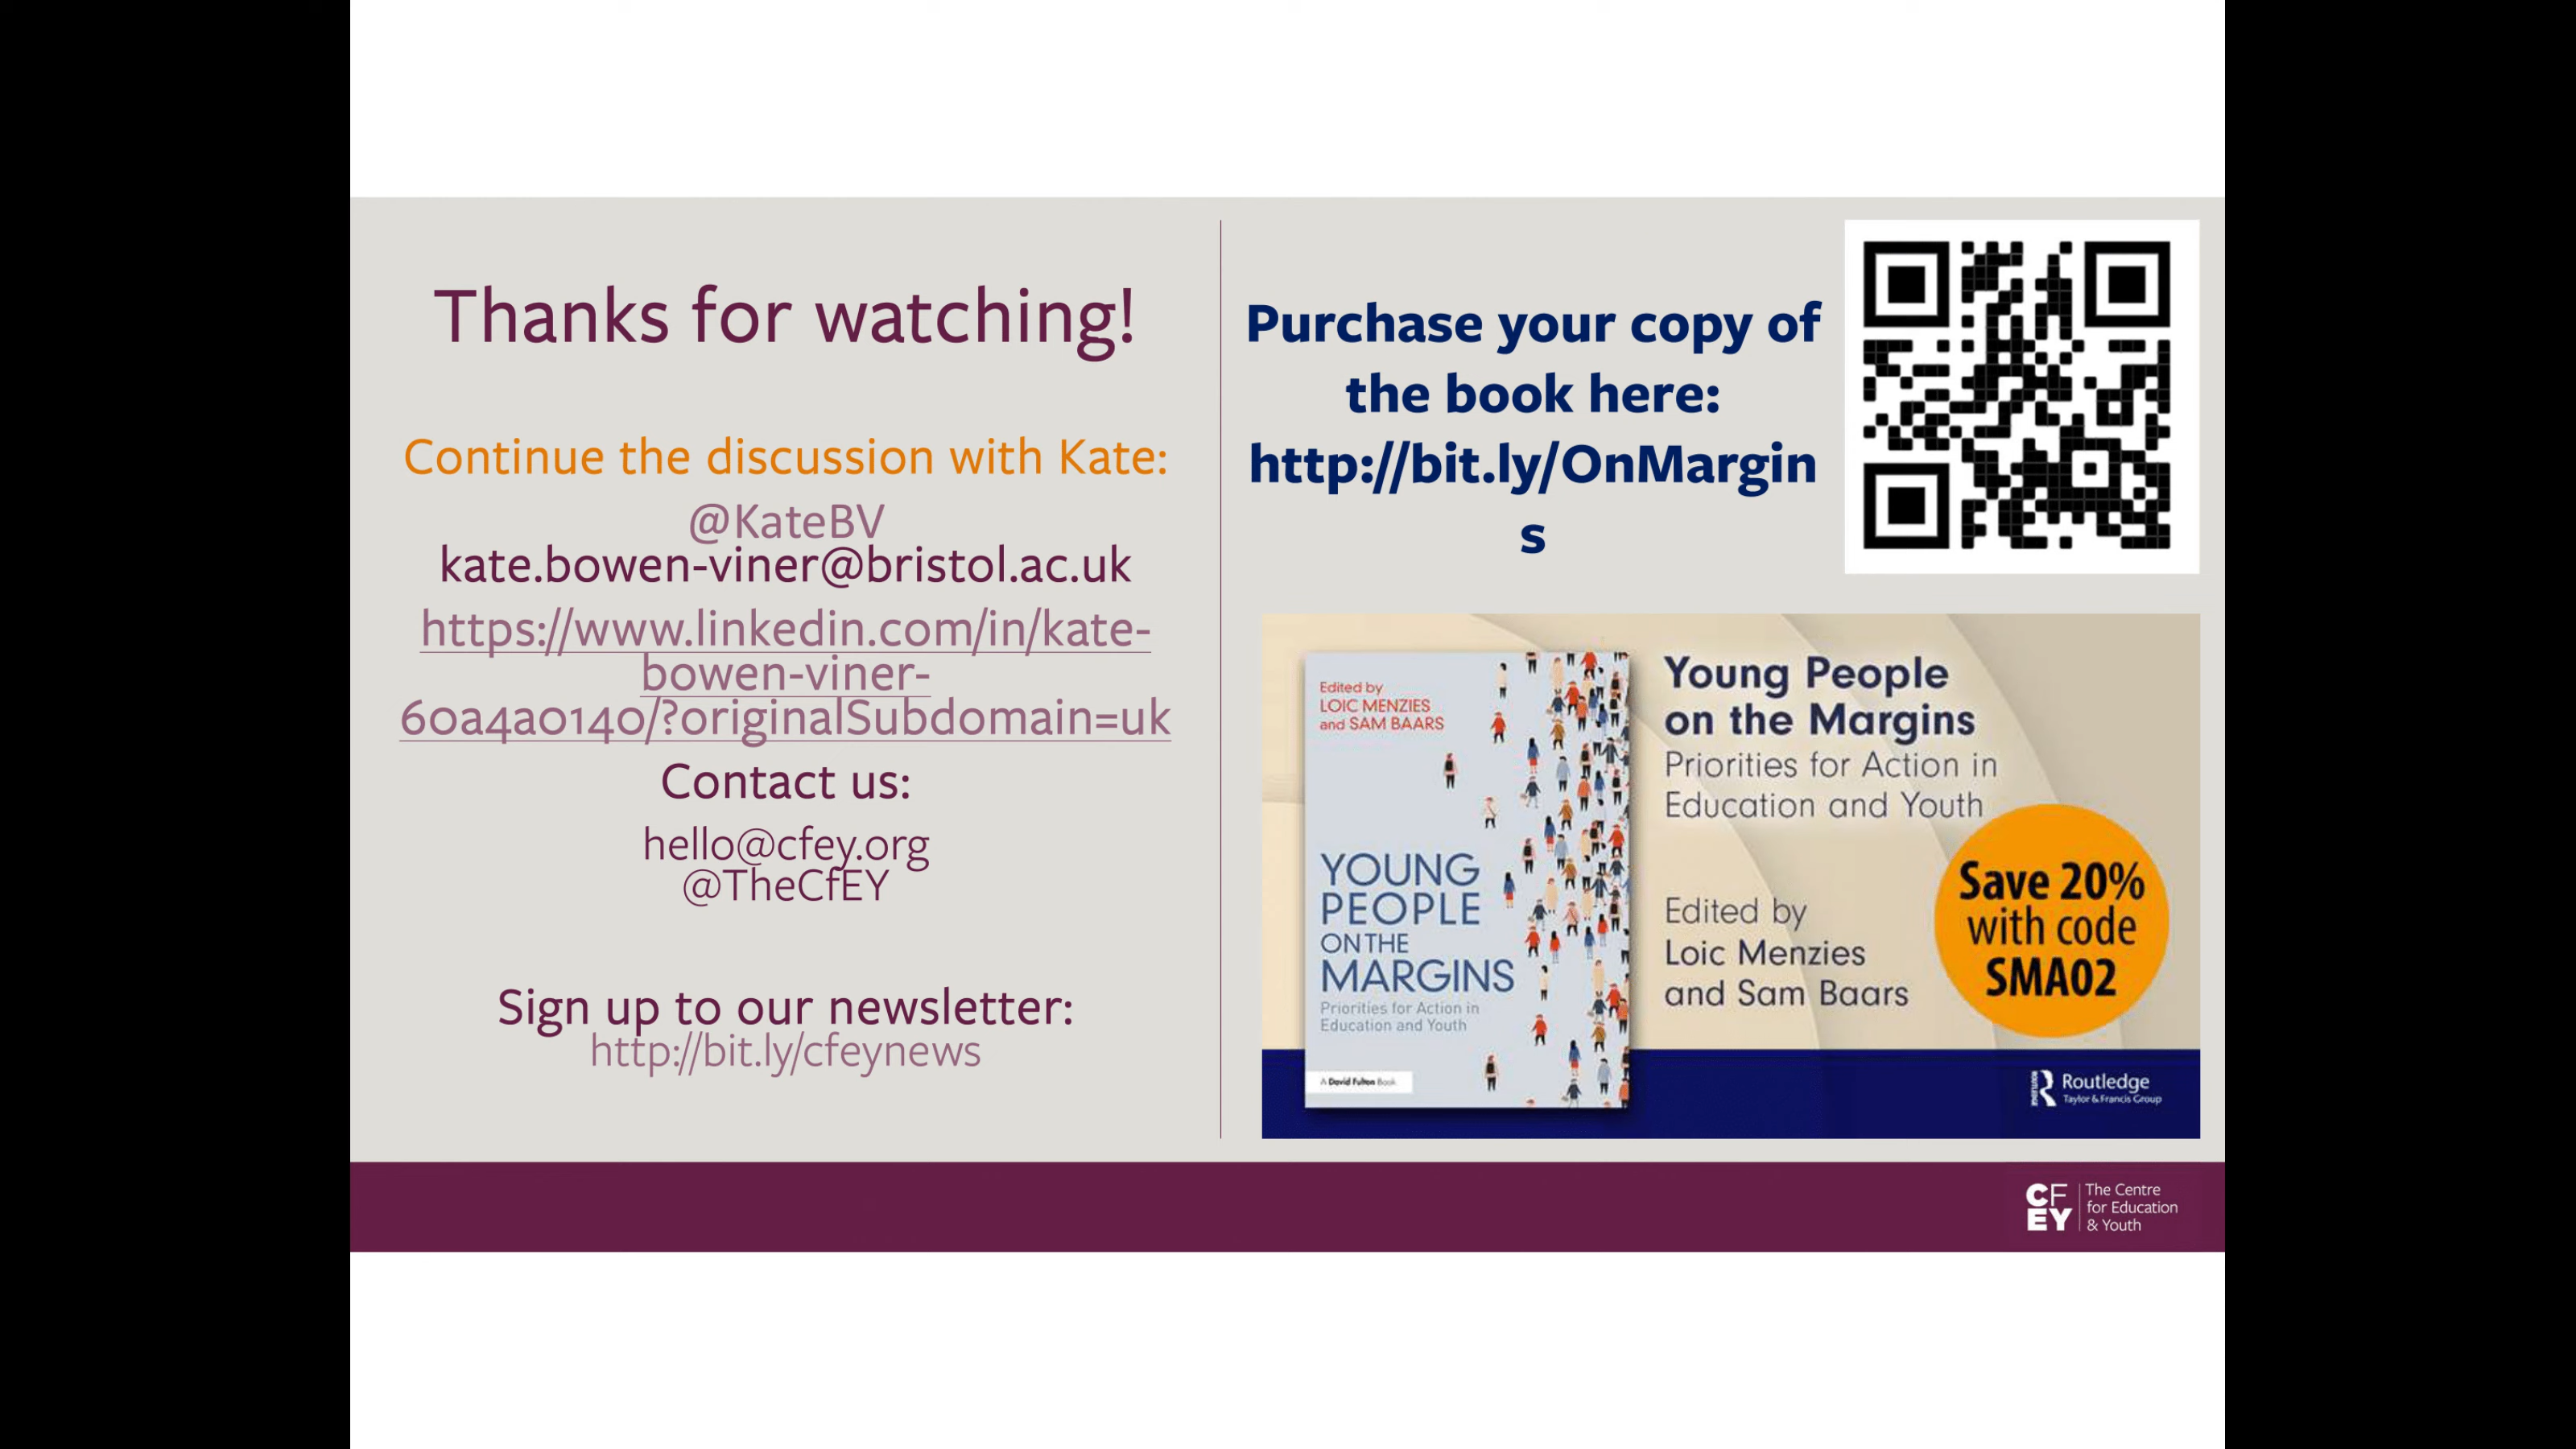 Thanks for watching!
Continue the discussion with Kate:
@KateBV
kate.bowen-viner@bristol.ac.uk
https://www.linkedin.com/in/kate-
bowen-viner-
60a4a0140/?originalSubdomain=uk
Contact us:
hello@cfey.org
@TheCfEY
Sign up to our newsletter:
http://bit.ly/cfeynews
Purchase your copy of
the book here:
http://bit.ly/OnMargin
s
Edited by
LOIC MENZIES
and SAM BAARS
YOUNG
PEOPLE
ON THE
MARGINS
Priorities for Action in
Education and Youth
A David Fulton Book
Young People
on the Margins
Priorities for Action in
Education and Youth
Edited by
Loic Menzies
and Sam Baars
Save 20%
with code
SMA02
ROUTLEDGE
Routledge
Taylor & Francis Group
CF
EY
The Centre
for Education
& Youth